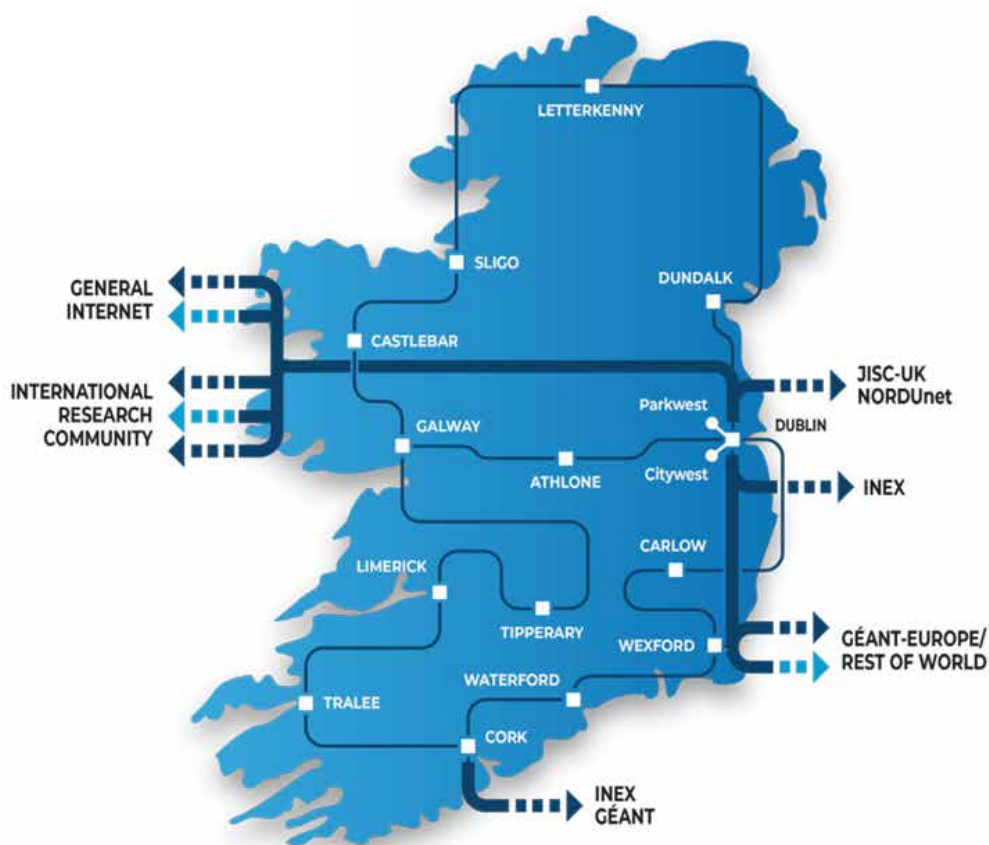 LETTERKENNY
SLIGO
DUNDALK
GENERAL
INTERNET
CASTLEBAR
INTERNATIONAL
RESEARCH
COMMUNITY
JISC-UK
NORDUnet
Parkwest
DUBLIN
GALWAY
ATHLONE
Citywest
INEX
CARLOW
LIMERICK
TIPPERARY
WEXFORD
GÉANT-EUROPE/
REST OF WORLD
WATERFORD
TRALEE
CORK
INEX
GÉANT